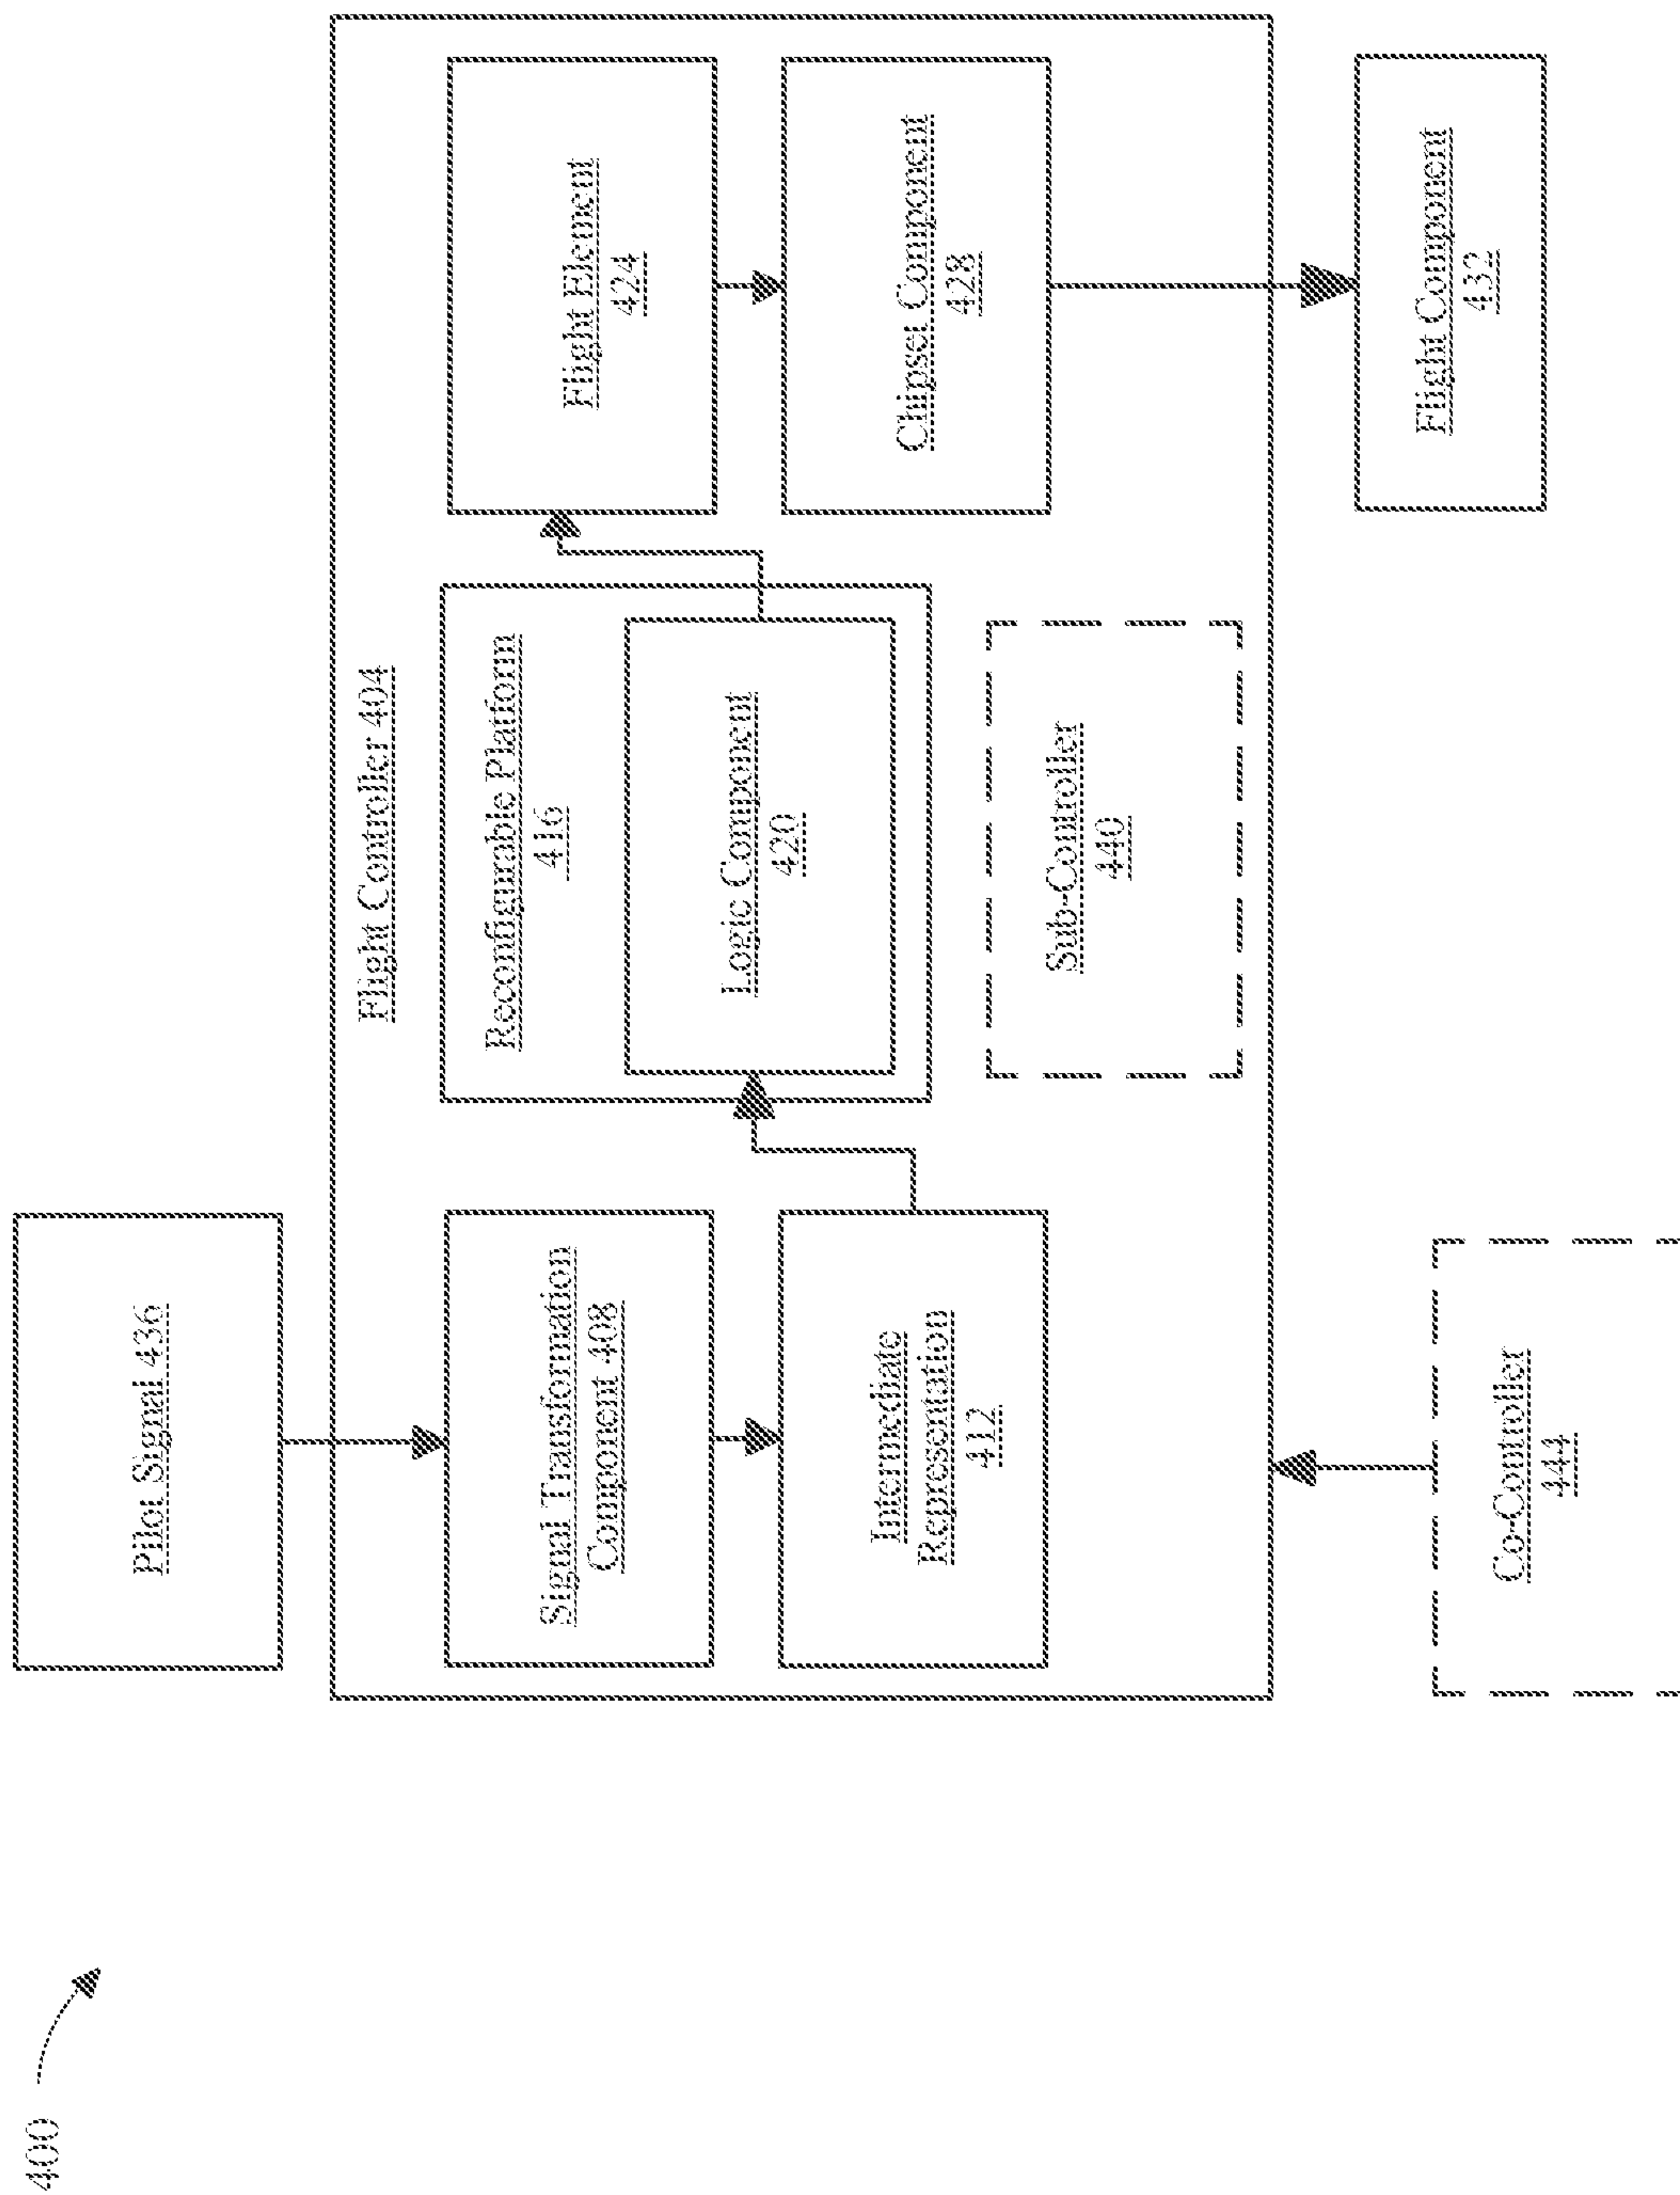 400
Pilot Signal 436
Flight Controller 404
Signal Transformation
Component 408
Intermediate
Representation
412
Reconfigurable Platform
416
Logic Component
420
Sub-Controller
440
Flight Element
424
Chipset Component
428
Co-Controller
444
Flight Component
432